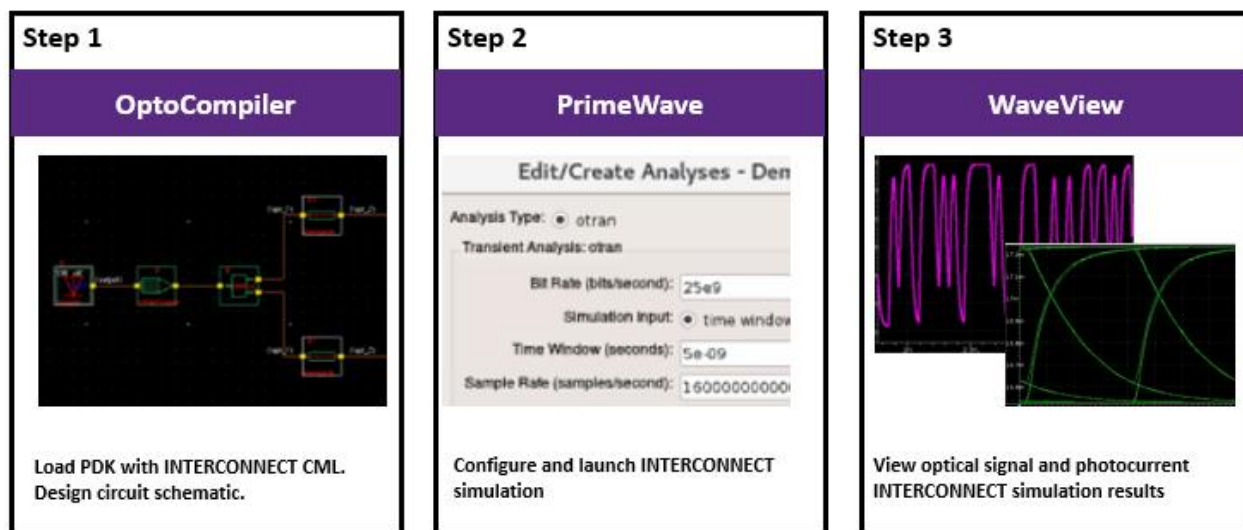 Step 1
OptoCompiler
Load PDK with INTERCONNECT CML.
Design circuit schematic.
Step 2
PrimeWave
Edit/Create Analyses - Dem
Analysis Type: otran
Transient Analysis: otran
Bit Rate (bits/second): 25e9
Simulation Input: time window
Time Window (seconds): 5e-09
Sample Rate (samples/second):
Configure and launch INTERCONNECT
simulation
Step 3
WaveView
View optical signal and photocurrent
INTERCONNECT simulation results